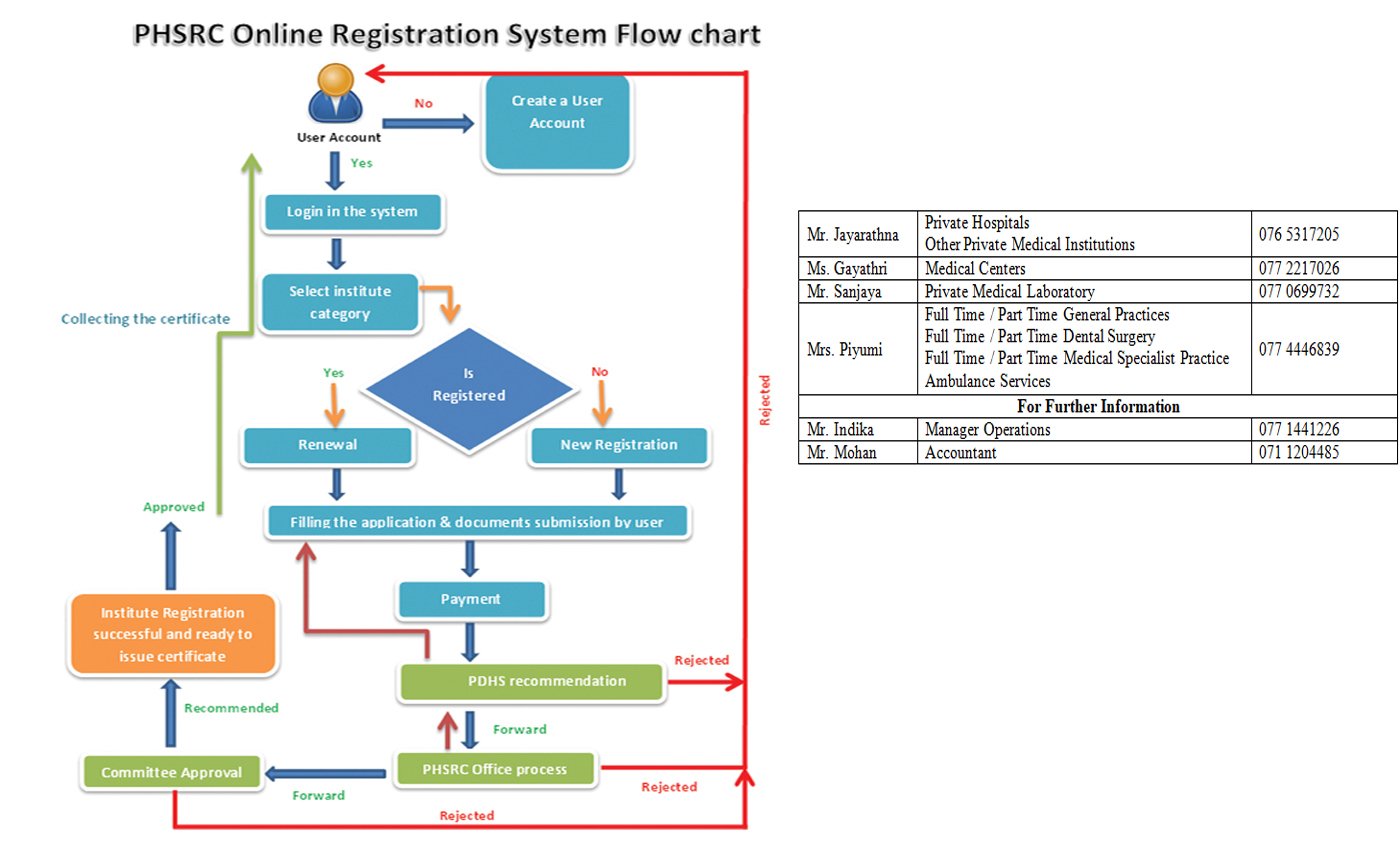 PHSRC Online Registration System Flow chart
No
Create a User
Account
User Account
Yes
Login in the system
Select institute
category
Collecting the certificate
Is
Registered
Yes
No
Renewal
New Registration
Filling the application & documents submission by user
Approved
Payment
Institute Registration
successful and ready to
issue certificate
PDHS recommendation
Rejected
Recommended
Forward
Committee Approval
PHSRC Office process
Forward
Rejected
Rejected
Rejected
Mr. Jayarathna
Private Hospitals
Other Private Medical Institutions
076 5317205
Ms. Gayathri
Medical Centers
077 2217026
Mr. Sanjaya
Private Medical Laboratory
077 0699732
Mrs. Piyumi
Full Time / Part Time General Practices
Full Time / Part Time Dental Surgery
Full Time / Part Time Medical Specialist Practice
Ambulance Services
077 4446839
For Further Information
Mr. Indika
Manager Operations
077 1441226
Mr. Mohan
Accountant
071 1204485